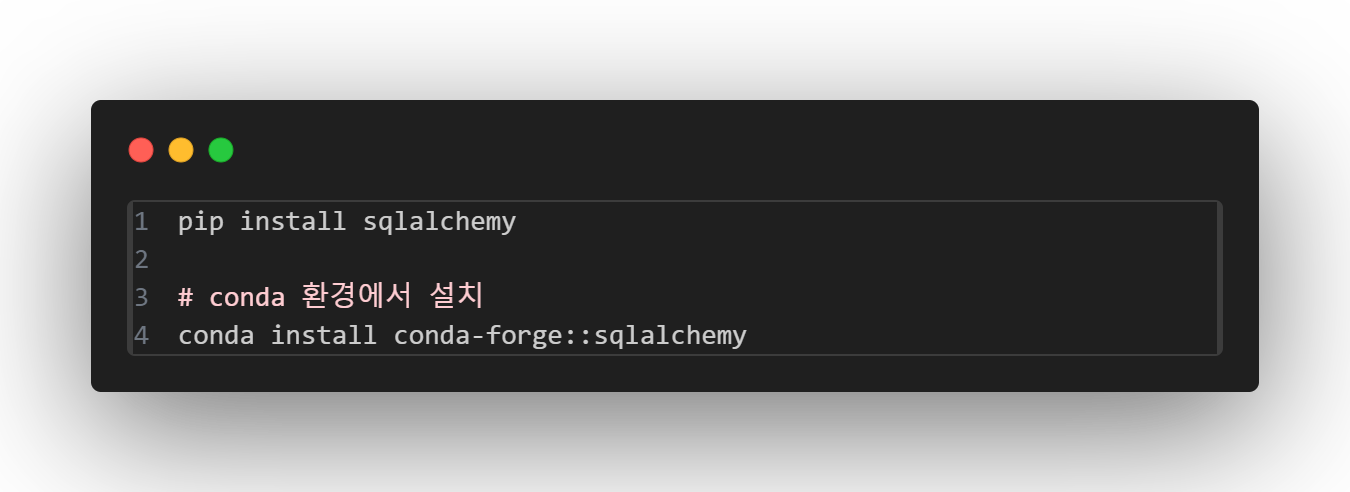 1 pip install sqlalchemy
2
3 # conda 환경에서 설치
4 conda install conda-forge::sqlalchemy